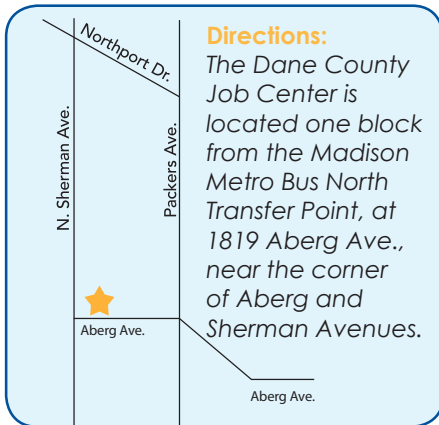 Northport Dr.
N. Sherman Ave.
Packers Ave.
Aberg Ave.
Aberg Ave.
Directions:
The Dane County
Job Center is
located one block
from the Madison
Metro Bus North
Transfer Point, at
1819 Aberg Ave.,
near the corner
of Aberg and
Sherman Avenues.